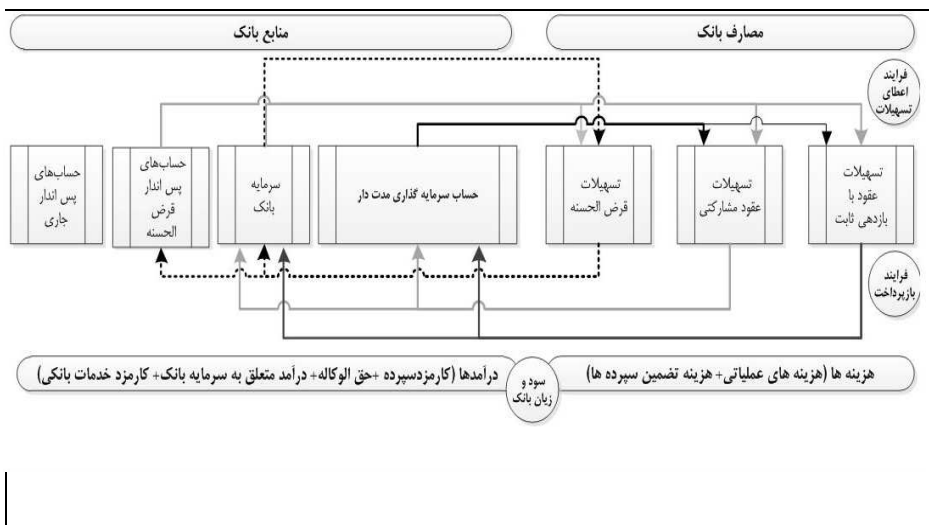 مصارف بانک
منابع بانک
فرایند
اعطای
تسهیلات
تسهیلات
عقود با
بازدهی ثابت
تسهیلات
عقود مشارکتی
تسهیلات
قرض الحسنه
حساب سرمایه گذاری مدت دار
سرمایه
بانک
حساب‌های
پس اندار
قرض
الحسنه
حساب‌های
پس اندار
جاری
فرایند
بازپرداخت
هزینه ها (هزینه های عملیاتی+ هزینه تضمین سپرده ها)
سود و
زیان بانک
درآمدها (کارمزدسپرده +حق الوکاله+ درآمد متعلق به سرمایه بانک+ کارمزد خدمات بانکی)